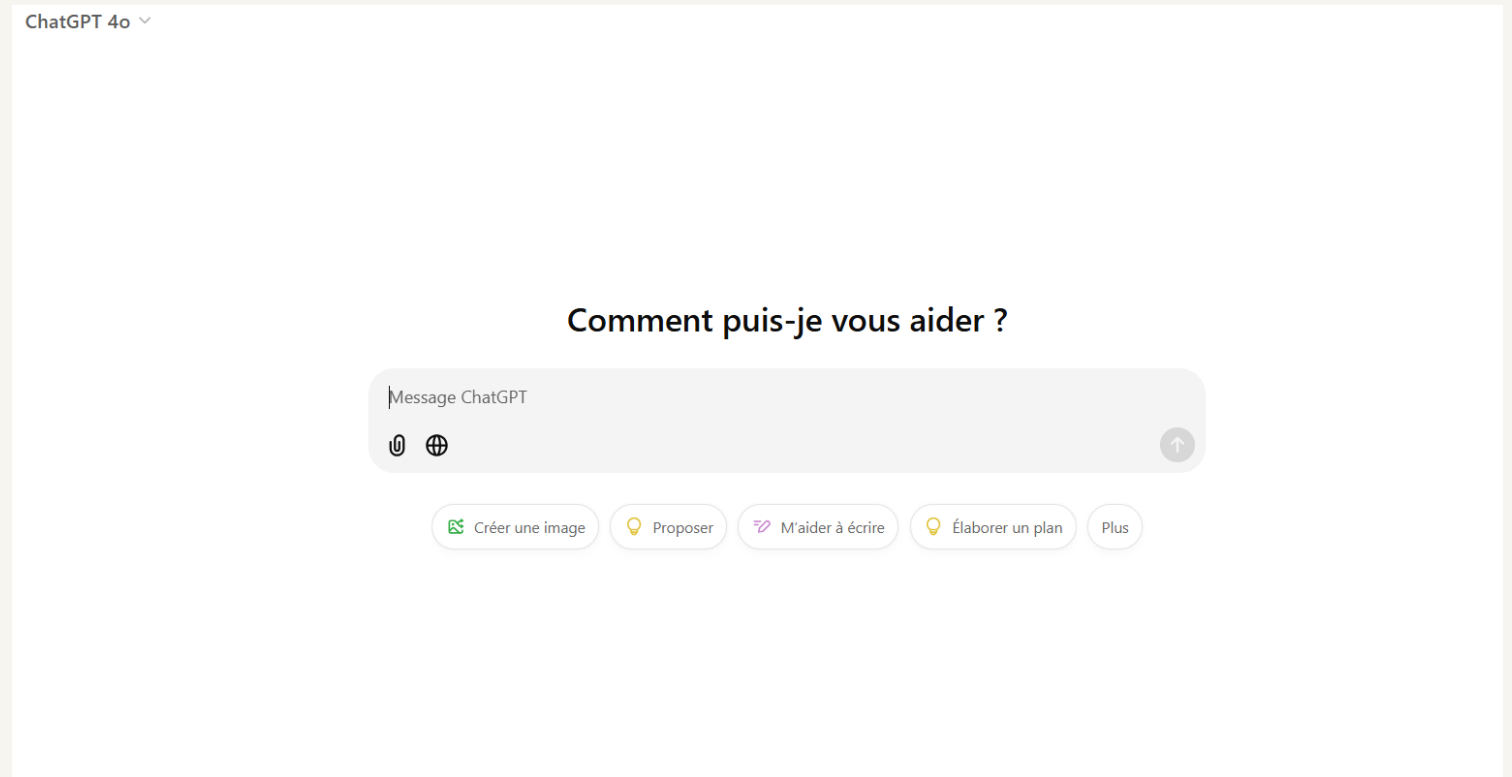 ChatGPT 4o
Comment puis-je vous aider ?
Message ChatGPT
Créer une image
Proposer
M'aider à écrire
Élaborer un plan
Plus